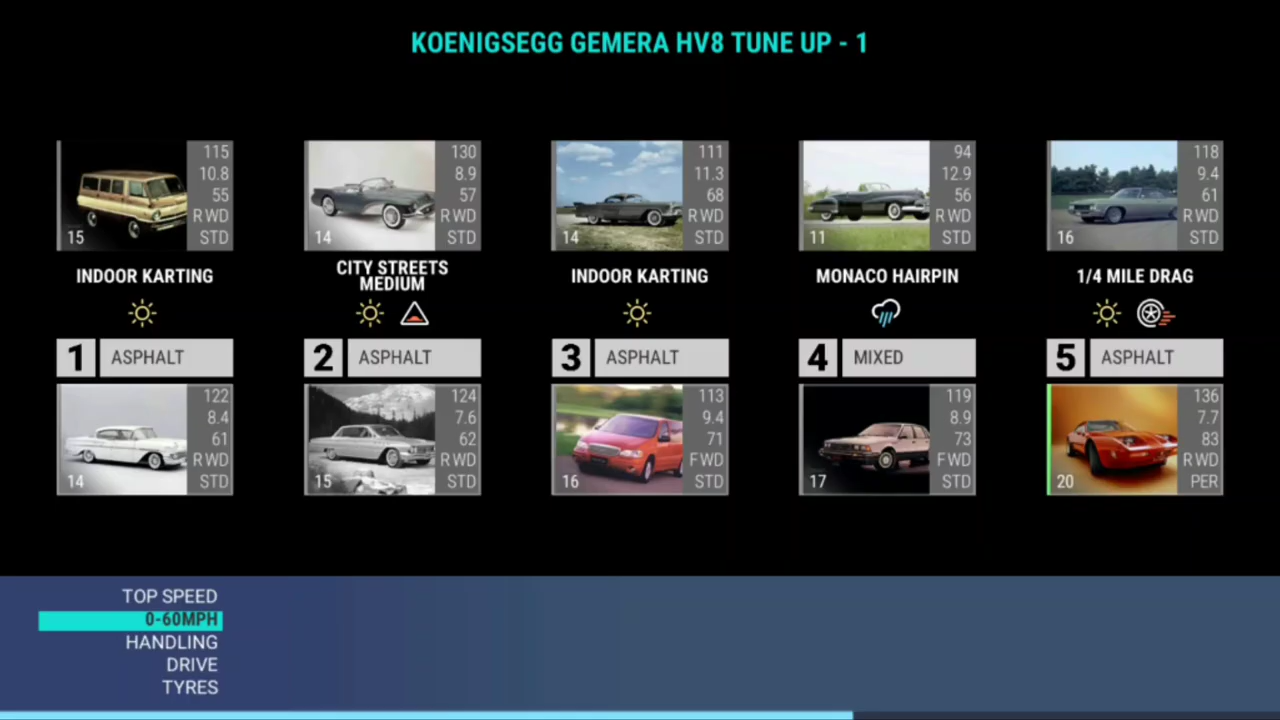 KOENIGSEGG GEMERA HV8 TUNE UP - 1
115
10.8
55
RWD
STD
15
130
8.9
57
RWD
STD
14
111
11.3
68
RWD
STD
14
94
12.9
56
RWD
STD
11
118
9.4
61
RWD
STD
16
INDOOR KARTING
CITY STREETS
MEDIUM
INDOOR KARTING
MONACO HAIRPIN
1/4 MILE DRAG
1 ASPHALT
2 ASPHALT
3 ASPHALT
4 MIXED
5 ASPHALT
122
8.4
61
RWD
STD
14
124
7.6
62
RWD
STD
15
113
9.4
71
FWD
STD
16
119
8.9
73
FWD
STD
17
136
7.7
83
RWD
PER
20
TOP SPEED
0-60MPH
HANDLING
DRIVE
TYRES